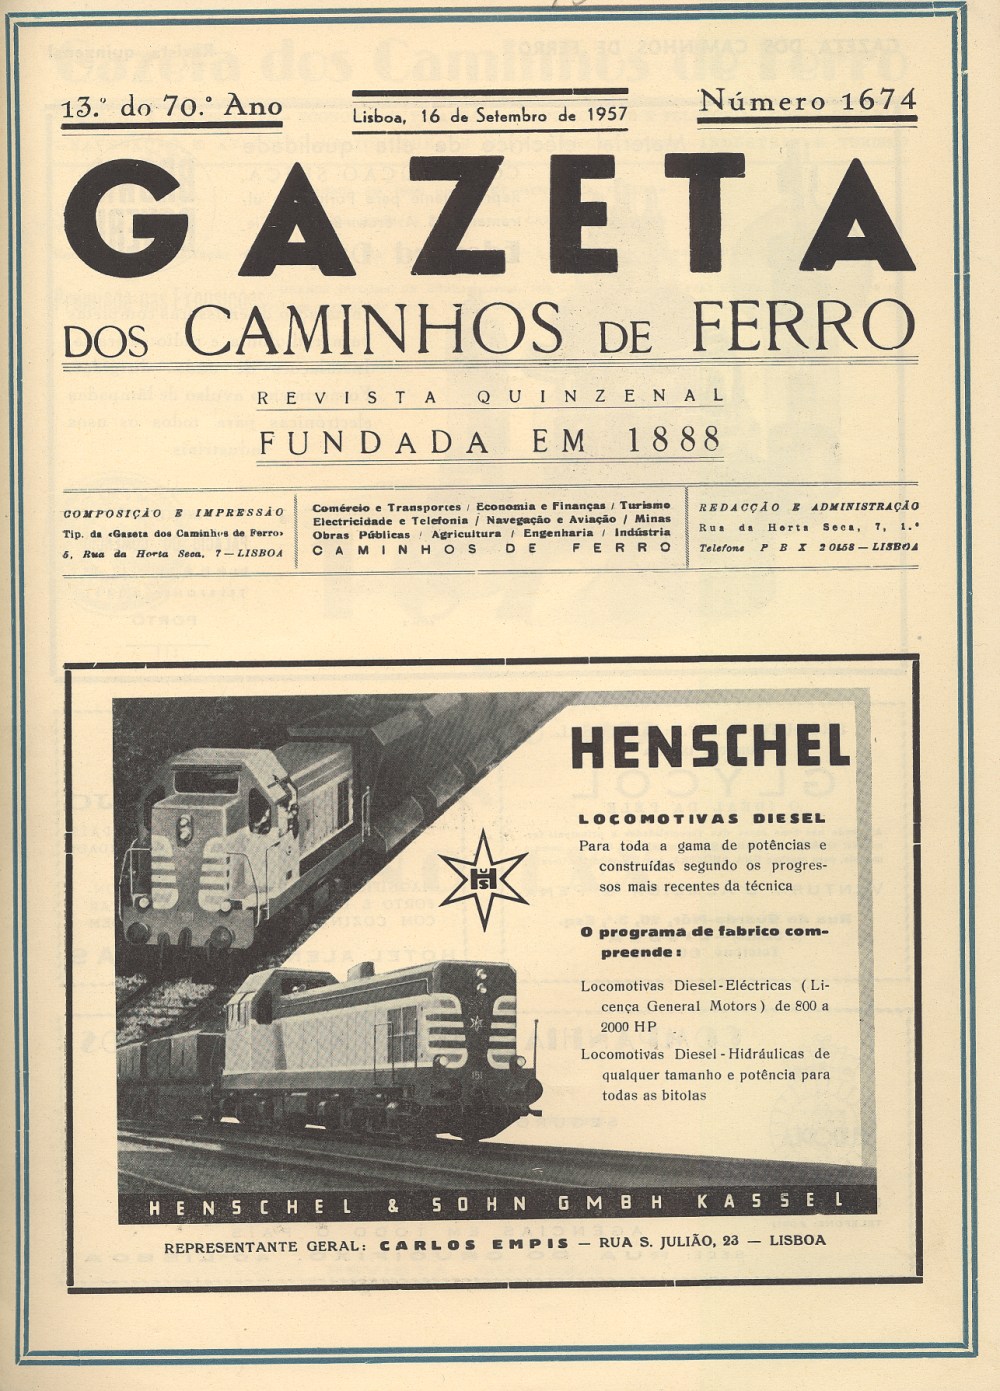 13.º do 70.º Ano
Lisboa, 16 de Setembro de 1957
Número 1674
GAZETA
DOS CAMINHOS DE FERRO
REVISTA QUINZENAL
FUNDADA EM 1888
COMPOSIÇÃO E IMPRESSÃO
Tip. da «Gazeta dos Caminhos de Ferro»
5, Rua da Horta Seca, 7 — LISBOA
Comércio e Transportes / Economia e Finanças / Turismo
Electricidade e Telefonia / Navegação e Aviação / Minas
Obras Públicas / Agricultura / Engenharia / Indústria
CAMINHOS DE FERRO
REDACÇÃO E ADMINISTRAÇÃO
Rua da Horta Seca, 7, 1.º
Telefone P B X 20158 — LISBOA
HENSCHEL
LOCOMOTIVAS DIESEL
Para toda a gama de potências e
construídas segundo os progres-
sos mais recentes da técnica
O programa de fabrico com-
preende:
Locomotivas Diesel-Eléctricas (Li-
cença General Motors) de 800 a
2000 HP
Locomotivas Diesel-Hidráulicas de
qualquer tamanho e potência para
todas as bitolas
151
151
HENSCHEL & SOHN GMBH KASSEL
REPRESENTANTE GERAL: CARLOS EMPIS — RUA S. JULIÃO, 23 — LISBOA